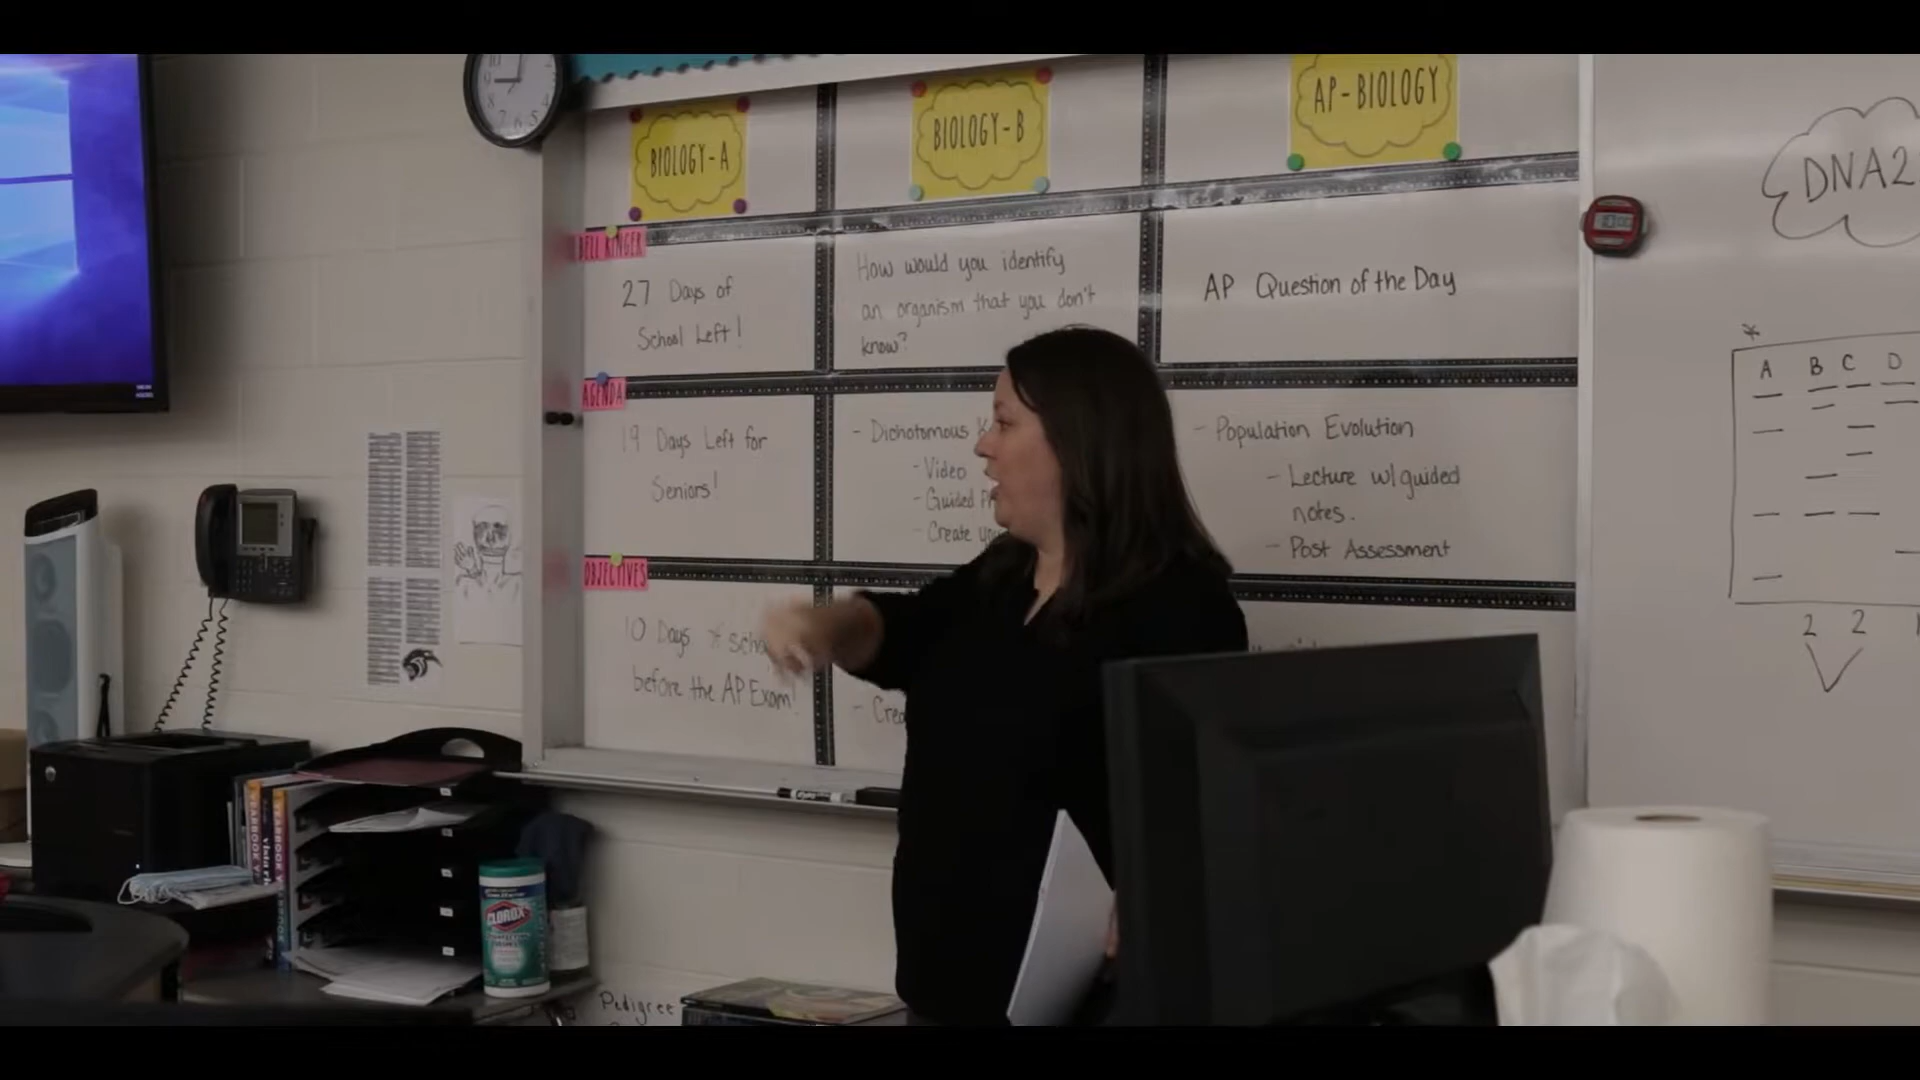 BIOLOGY-A
BIOLOGY-B
AP-BIOLOGY
DNA2
BELL RINGER
27 Days of
School Left!
How would you identify
an organism that you don't
know?
AP Question of the Day
AGENDA
19 Days Left for
Seniors!
- Dichotomous
- Video
- Guided
- Create
- Population Evolution
- Lecture w/guided
notes.
- Post Assessment
OBJECTIVES
10 Days
before the AP Exam!
* 
A B C D
2 2
YEARBOOK
CLOROX
Pedigree